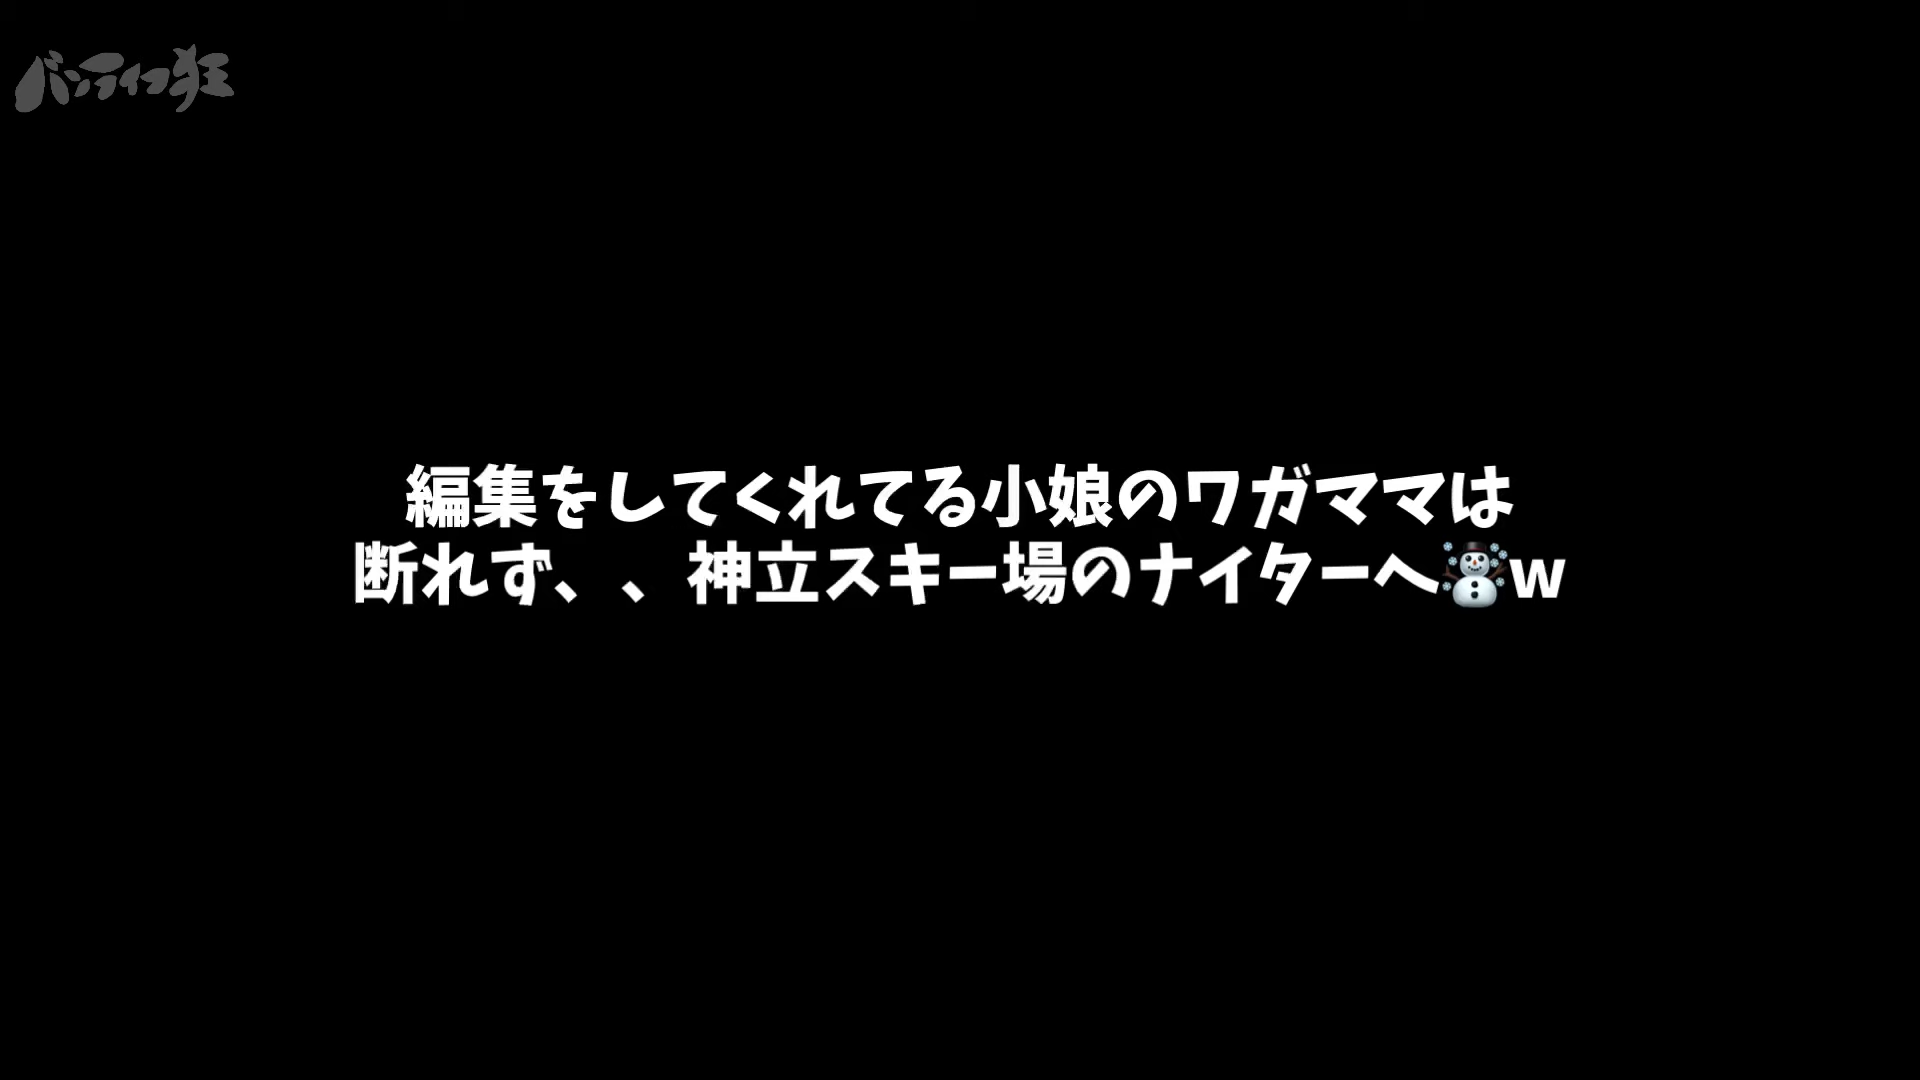 バンライフ狂
編集をしてくれてる小娘のワガママは
断れず、、神立スキー場のナイターへ☃️w